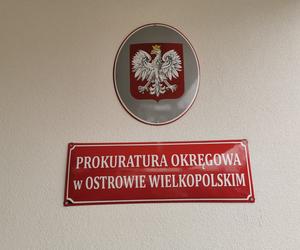 PROKURATURA OKRĘGOWA
w OSTROWIE WIELKOPOLSKIM